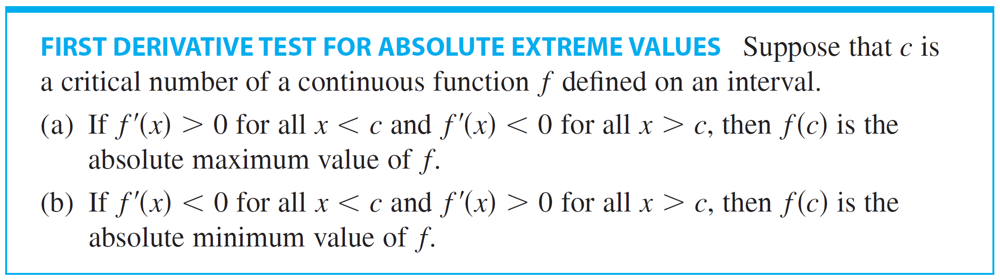 FIRST DERIVATIVE TEST FOR ABSOLUTE EXTREME VALUES Suppose that c is
a critical number of a continuous function f defined on an interval.
(a) If f′(x) > 0 for all x < c and f′(x) < 0 for all x > c, then f(c) is the
absolute maximum value of f.
(b) If f′(x) < 0 for all x < c and f′(x) > 0 for all x > c, then f(c) is the
absolute minimum value of f.